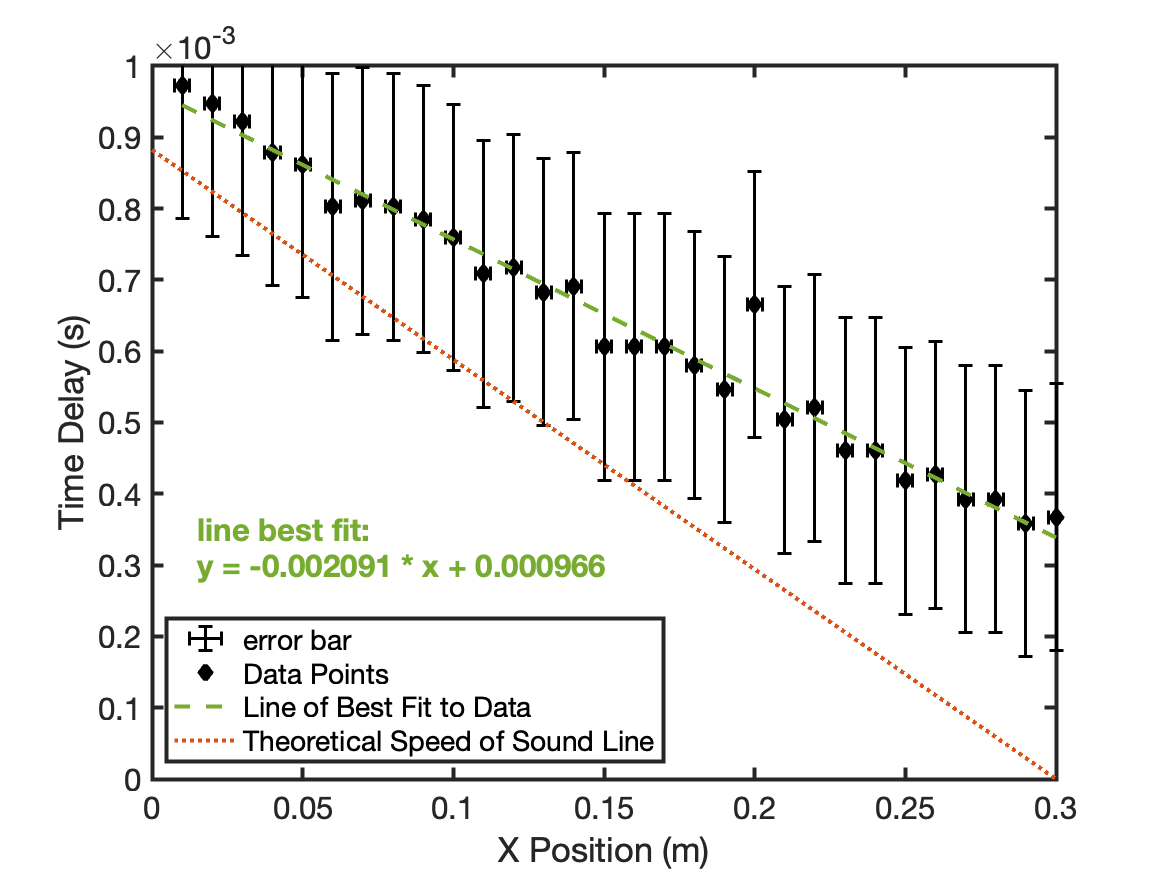 ×10-3
1
0.9
0.8
0.7
0.6
0.5
0.4
0.3
0.2
0.1
0
Time Delay (s)
line best fit:
y = -0.002091 * x + 0.000966
error bar
Data Points
Line of Best Fit to Data
Theoretical Speed of Sound Line
0 0.05 0.1 0.15 0.2 0.25 0.3
X Position (m)